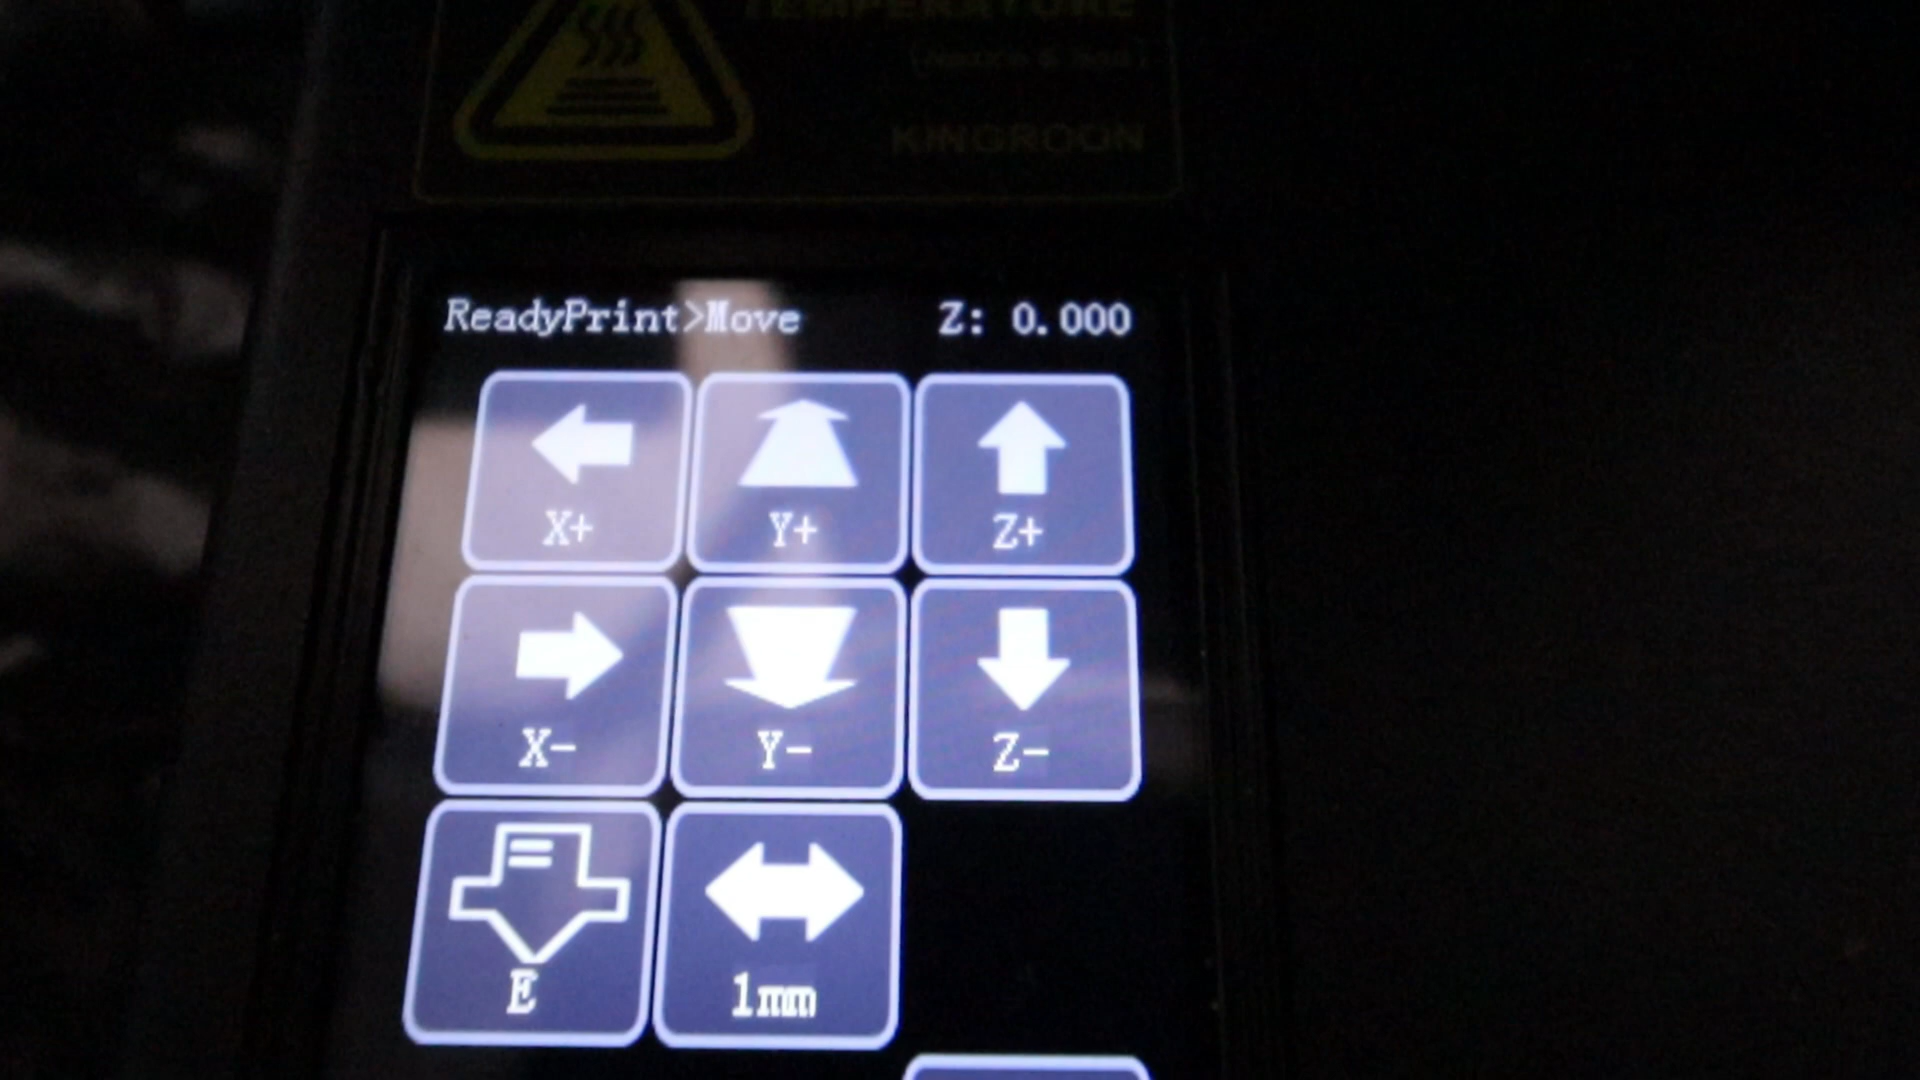 TEMPERATURE
KINGROON
ReadyPrint>Move Z: 0.000
X+ Y+ Z+
X- Y- Z-
E 1mm